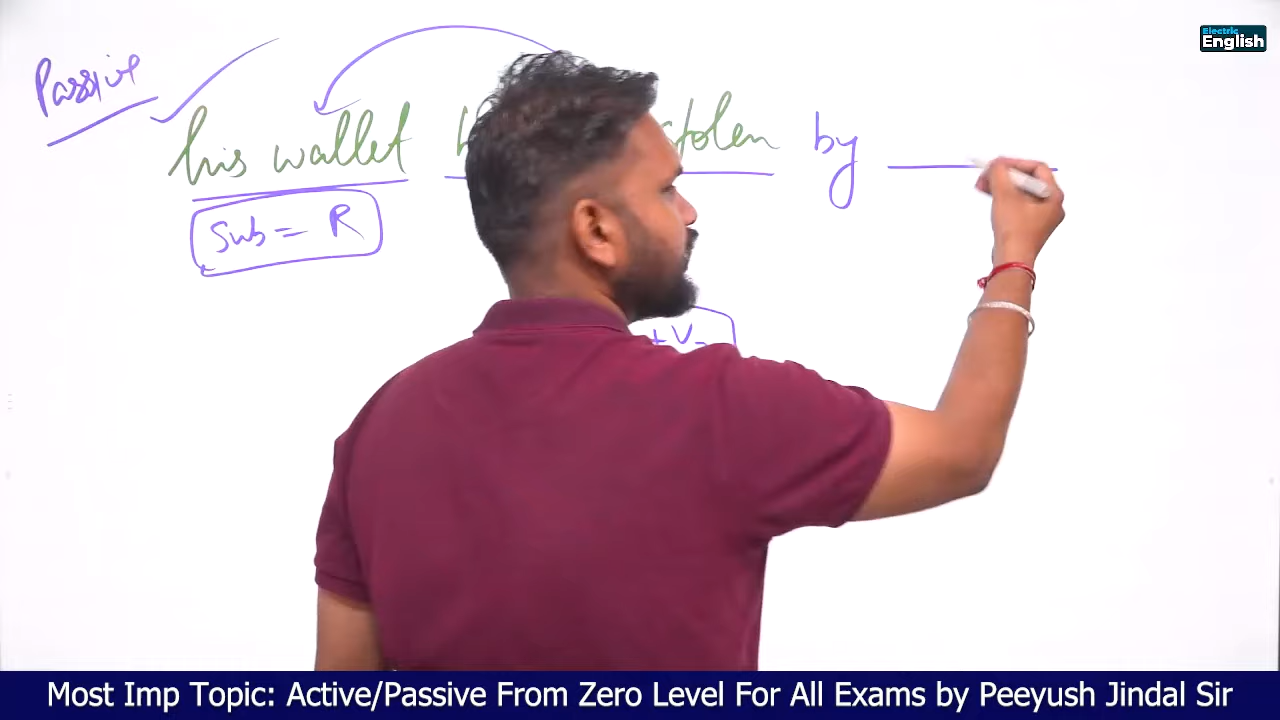 Electric
English
Passive
his wallet stolen by
Sub = R
+ V
Most Imp Topic: Active/Passive From Zero Level For All Exams by Peeyush Jindal Sir